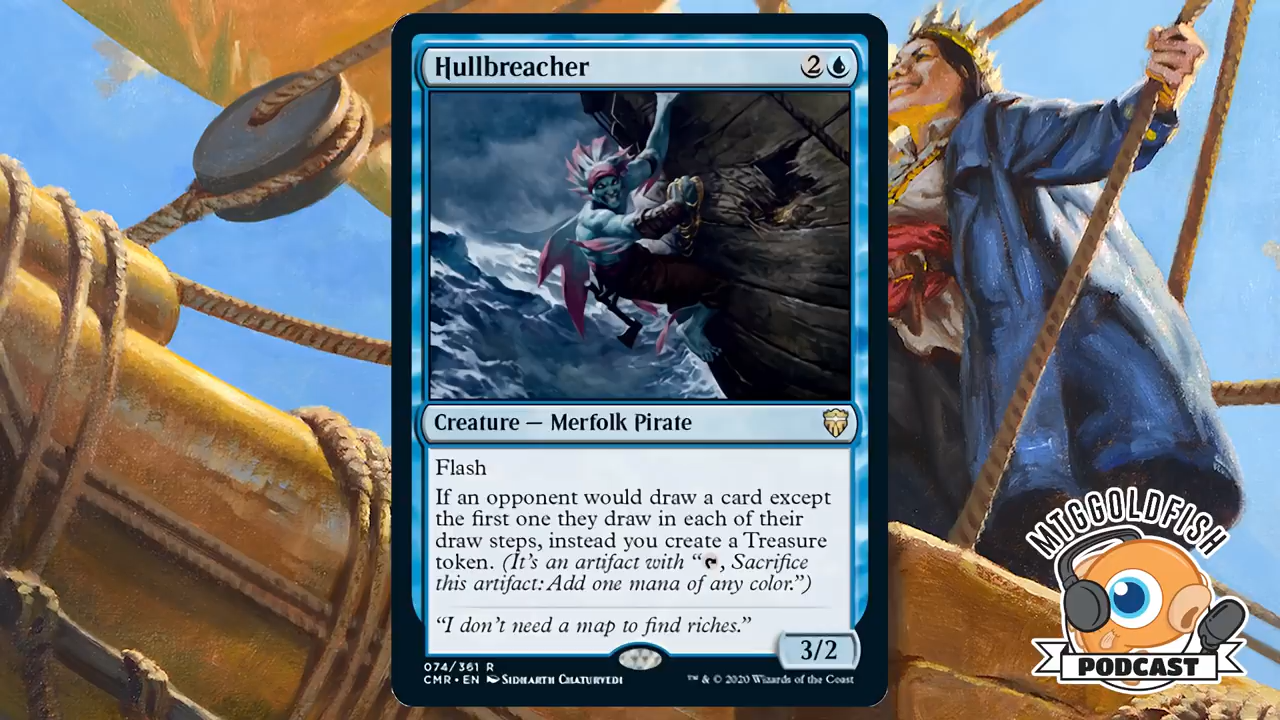 Hullbreacher 2
Creature — Merfolk Pirate
Flash
If an opponent would draw a card except
the first one they draw in each of their
draw steps, instead you create a Treasure
token. (It's an artifact with “, Sacrifice
this artifact: Add one mana of any color.”)
“I don't need a map to find riches.”
3/2
074/361 R
CMR • EN Sidharth Chaturvedi
™ & © 2020 Wizards of the Coast
MTGGOLDFISH
PODCAST